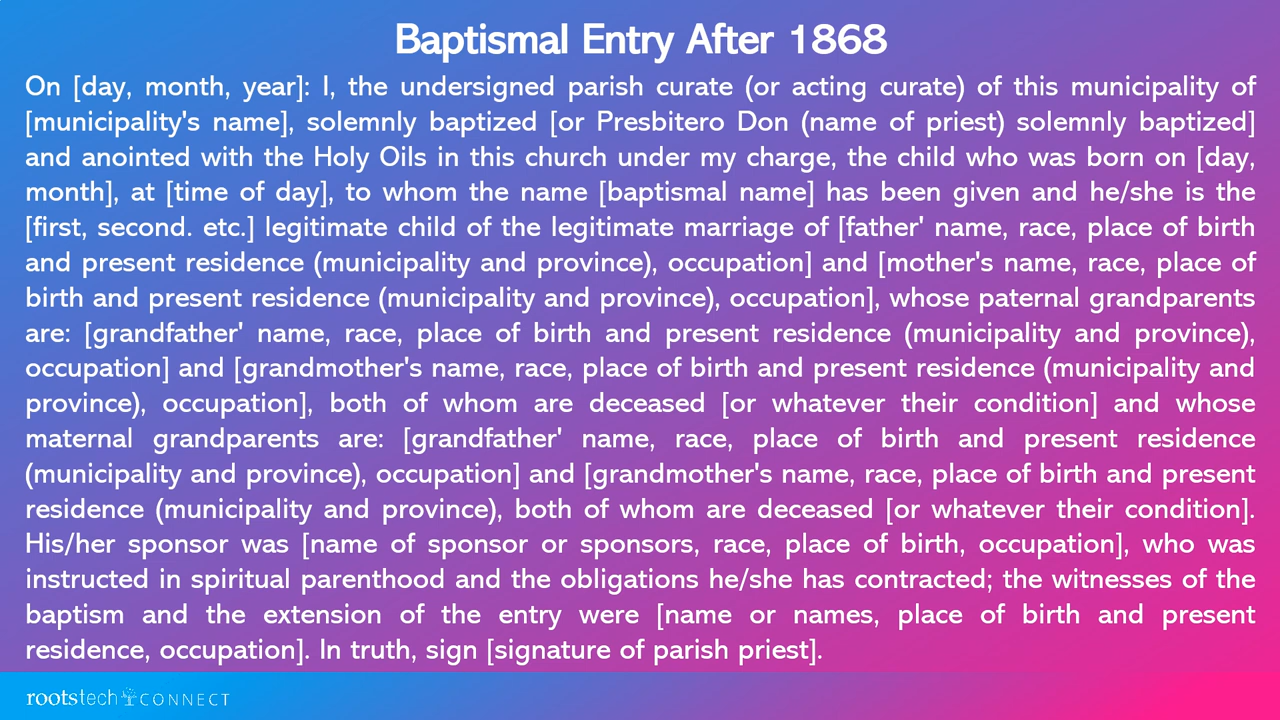 Baptismal Entry After 1868
On [day, month, year]: I, the undersigned parish curate (or acting curate) of this municipality of
[municipality's name], solemnly baptized [or Presbitero Don (name of priest) solemnly baptized]
and anointed with the Holy Oils in this church under my charge, the child who was born on [day,
month], at [time of day], to whom the name [baptismal name] has been given and he/she is the
[first, second. etc.] legitimate child of the legitimate marriage of [father' name, race, place of birth
and present residence (municipality and province), occupation] and [mother's name, race, place of
birth and present residence (municipality and province), occupation], whose paternal grandparents
are: [grandfather' name, race, place of birth and present residence (municipality and province),
occupation] and [grandmother's name, race, place of birth and present residence (municipality and
province), occupation], both of whom are deceased [or whatever their condition] and whose
maternal grandparents are: [grandfather' name, race, place of birth and present residence
(municipality and province), occupation] and [grandmother's name, race, place of birth and present
residence (municipality and province), both of whom are deceased [or whatever their condition].
His/her sponsor was [name of sponsor or sponsors, race, place of birth, occupation], who was
instructed in spiritual parenthood and the obligations he/she has contracted; the witnesses of the
baptism and the extension of the entry were [name or names, place of birth and present
residence, occupation]. In truth, sign [signature of parish priest].
rootstech CONNECT